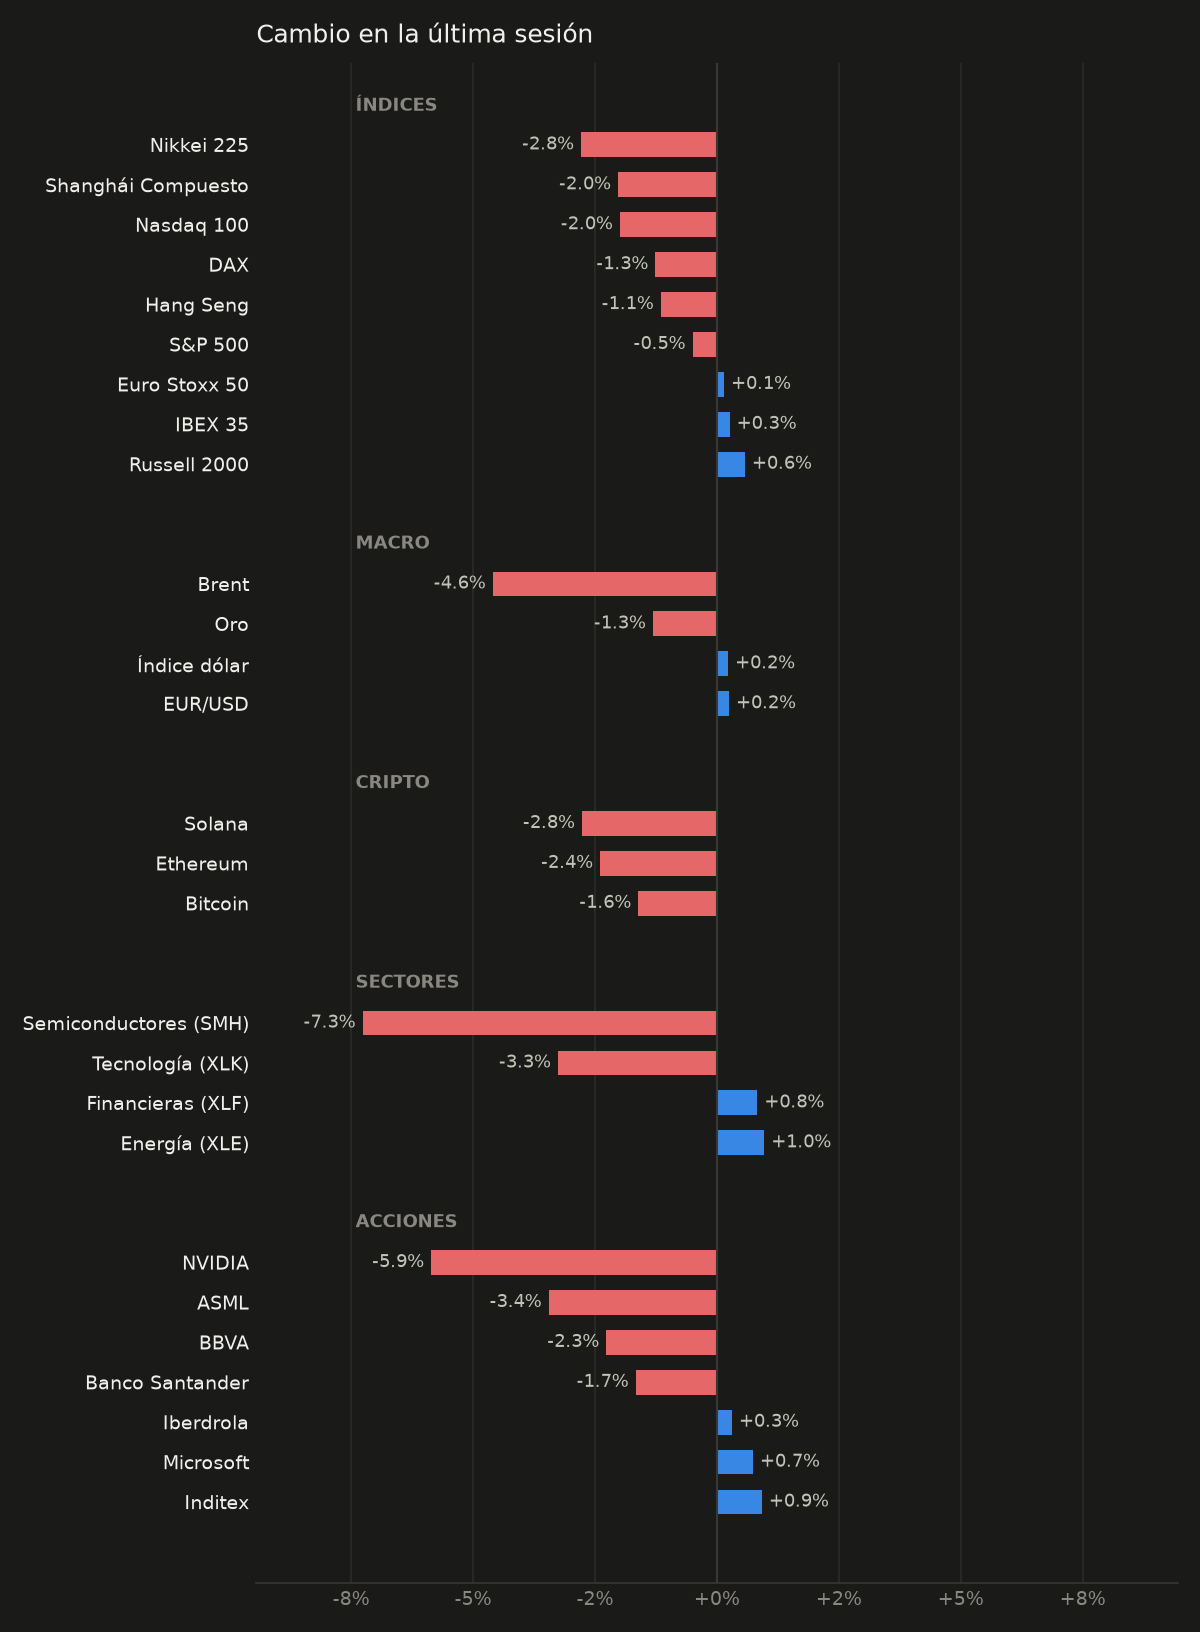 Cambio en la última sesión
ÍNDICES
Nikkei 225 -2.8%
Shanghái Compuesto -2.0%
Nasdaq 100 -2.0%
DAX -1.3%
Hang Seng -1.1%
S&P 500 -0.5%
Euro Stoxx 50 +0.1%
IBEX 35 +0.3%
Russell 2000 +0.6%
MACRO
Brent -4.6%
Oro -1.3%
Índice dólar +0.2%
EUR/USD +0.2%
CRIPTO
Solana -2.8%
Ethereum -2.4%
Bitcoin -1.6%
SECTORES
Semiconductores (SMH) -7.3%
Tecnología (XLK) -3.3%
Financieras (XLF) +0.8%
Energía (XLE) +1.0%
ACCIONES
NVIDIA -5.9%
ASML -3.4%
BBVA -2.3%
Banco Santander -1.7%
Iberdrola +0.3%
Microsoft +0.7%
Inditex +0.9%
-8% -5% -2% +0% +2% +5% +8%